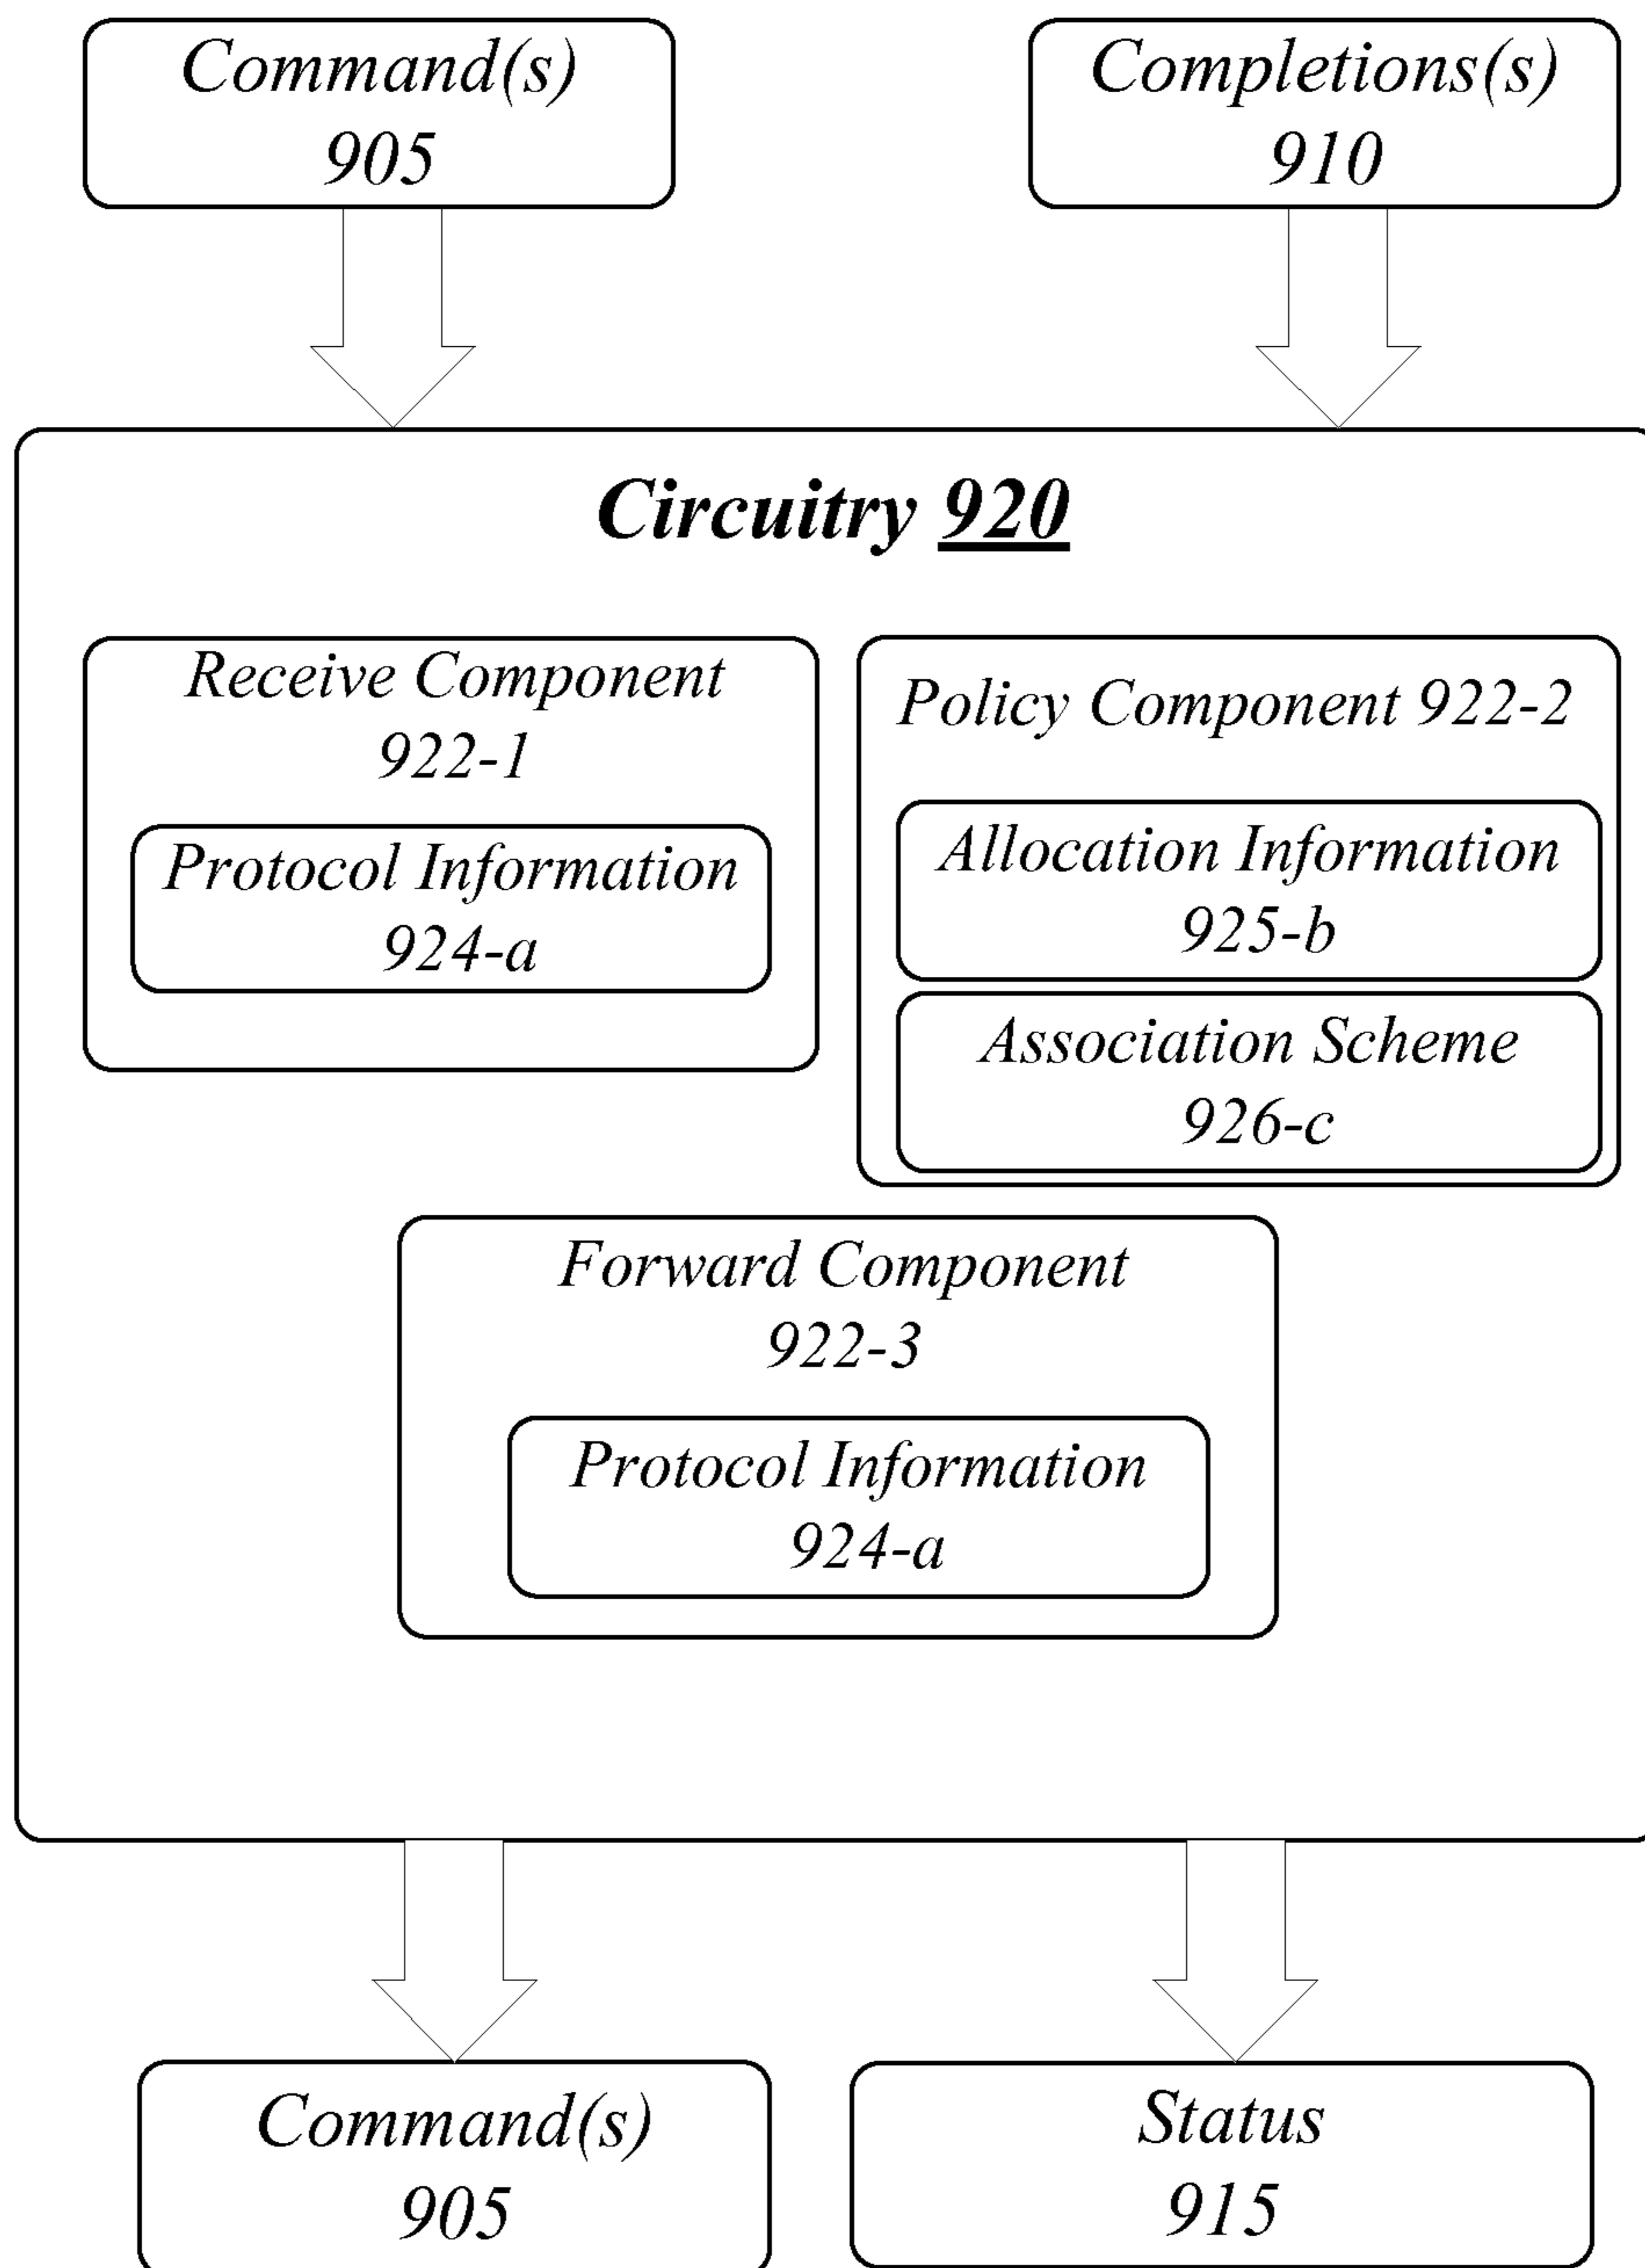 Command(s)
905
Completions(s)
910
Circuitry 920
Receive Component
922-1
Protocol Information
924-a
Policy Component 922-2
Allocation Information
925-b
Association Scheme
926-c
Forward Component
922-3
Protocol Information
924-a
Command(s)
905
Status
915